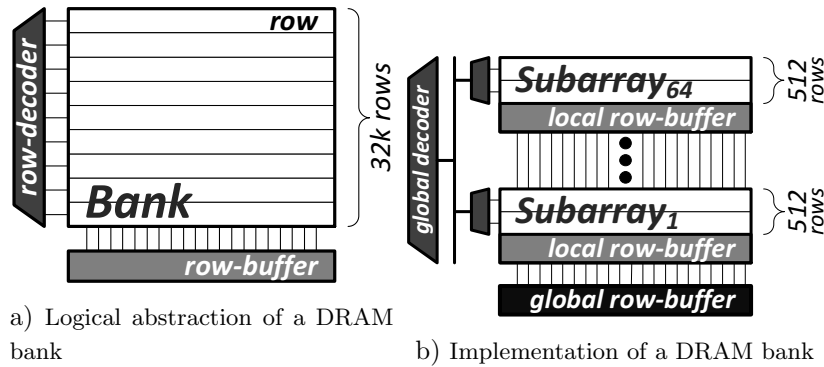 row-decoder
row
Bank
32k rows
row-buffer
a) Logical abstraction of a DRAM
bank
global decoder
Subarray64
local row-buffer
512
rows
Subarray1
local row-buffer
512
rows
global row-buffer
b) Implementation of a DRAM bank